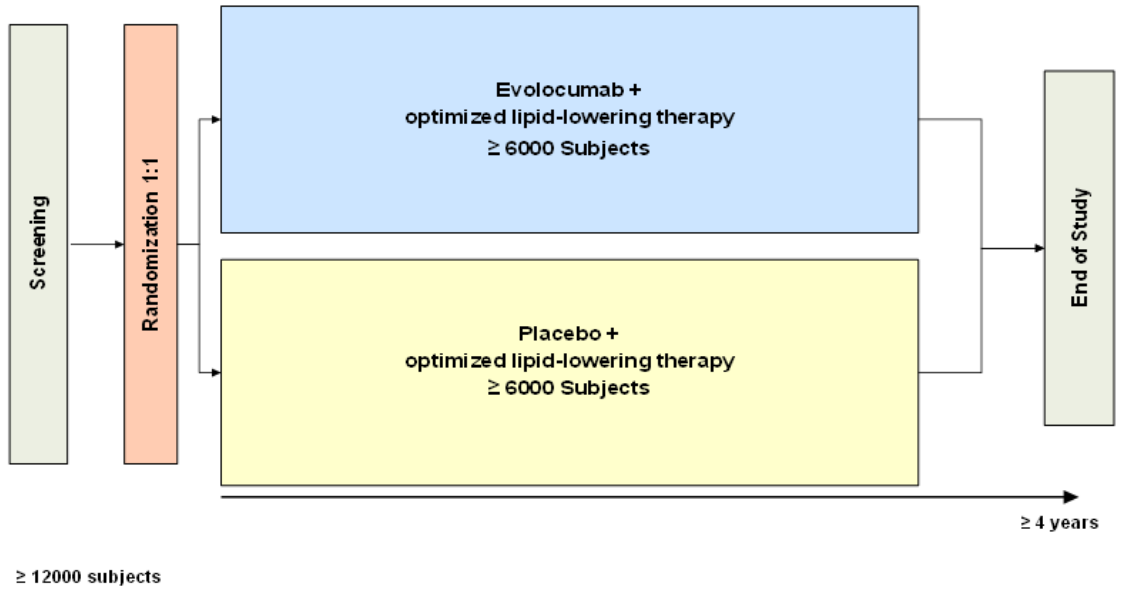 Screening
Randomization 1:1
Evolocumab +
optimized lipid-lowering therapy
≥ 6000 Subjects
Placebo +
optimized lipid-lowering therapy
≥ 6000 Subjects
End of Study
≥ 4 years
≥ 12000 subjects